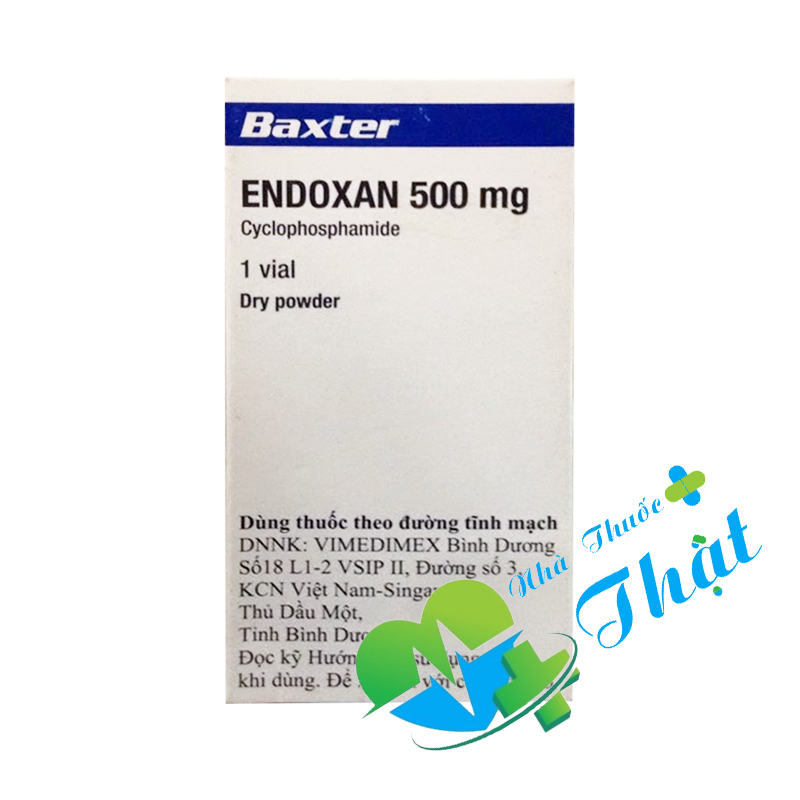 Baxter
ENDOXAN 500 mg
Cyclophosphamide
1 vial
Dry powder
Dùng thuốc theo đường tĩnh mạch
DNNK: VIMEDIMEX Bình Dương
Số18 L1-2 VSIP II, Đường số 3,
KCN Việt Nam-Singa
Thủ Dầu Một,
Tỉnh Bình Dươ
Đọc kỹ Hướn
khi dùng. Để
Nhà Thuốc
Thật